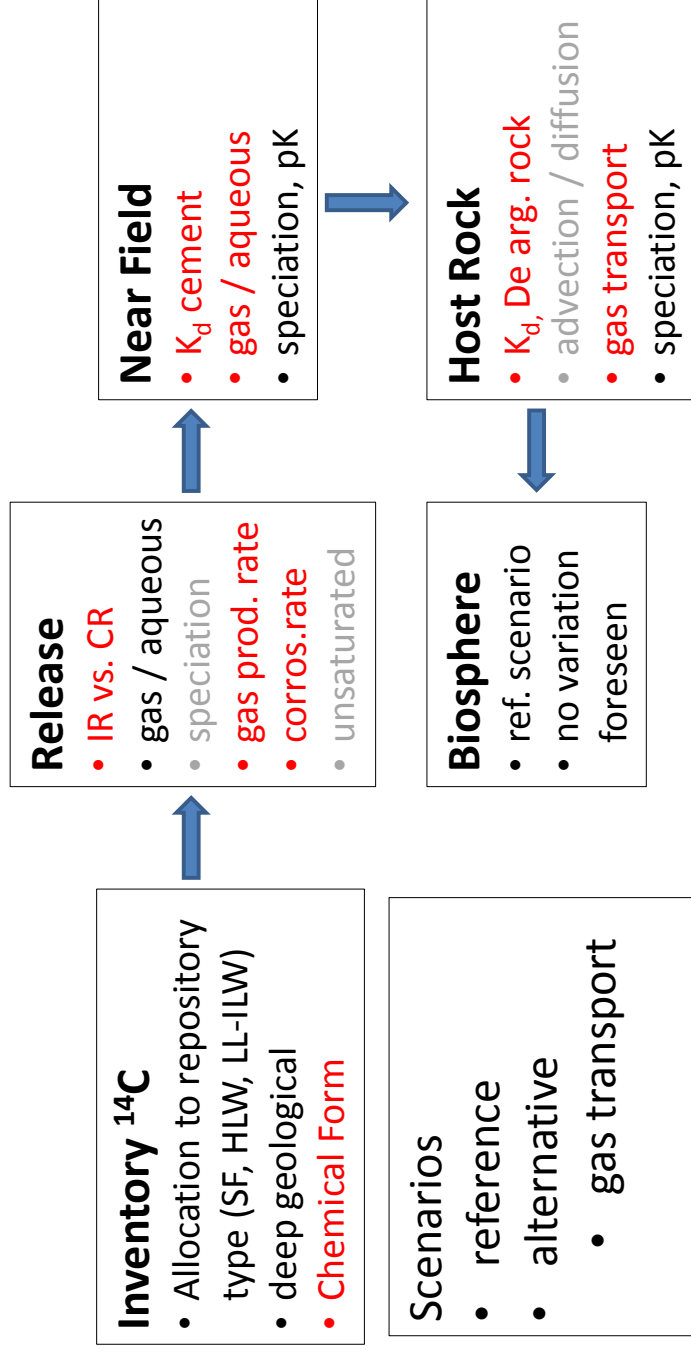 Inventory ¹⁴C
• Allocation to repository
type (SF, HLW, LL-ILW)
• deep geological
• Chemical Form
Release
• IR vs. CR
• gas / aqueous
• speciation
• gas prod. rate
• corros.rate
• unsaturated
Near Field
• Kd cement
• gas / aqueous
• speciation, pK
Host Rock
• Kd, De arg. rock
• advection / diffusion
• gas transport
• speciation, pK
Biosphere
• ref. scenario
• no variation
foreseen
Scenarios
• reference
• alternative
• gas transport